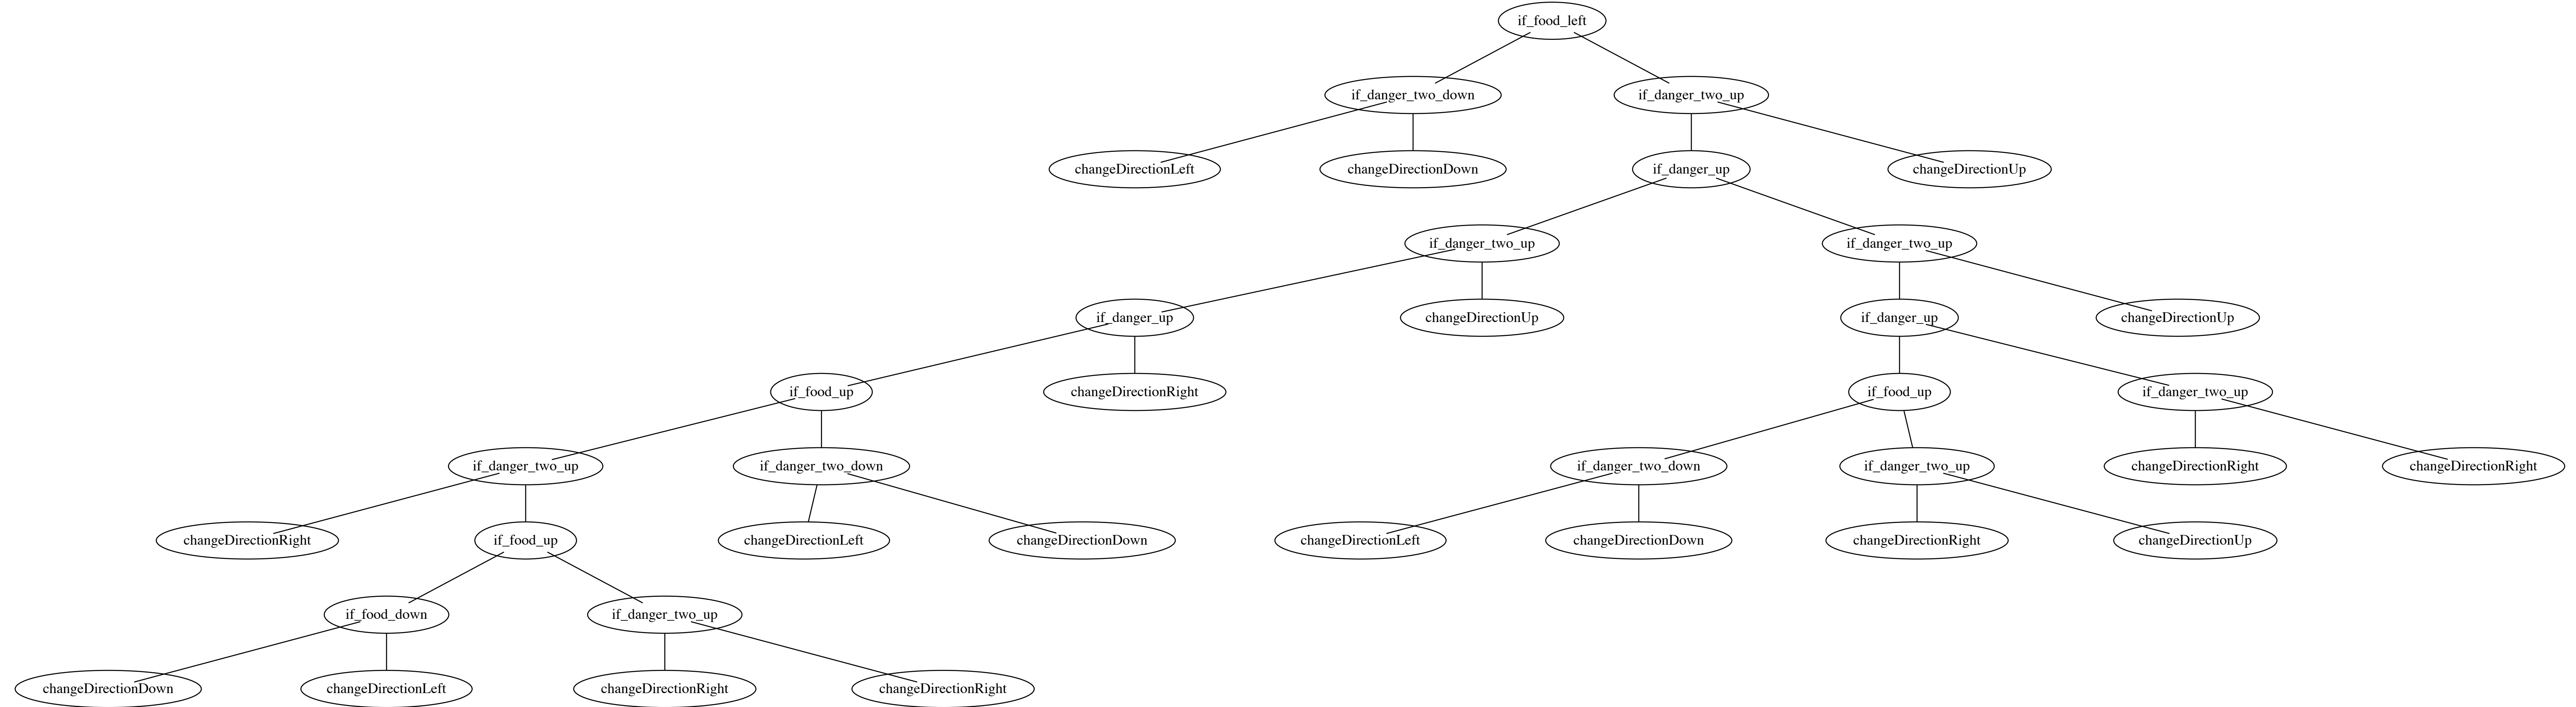 if_food_left
if_danger_two_down
if_danger_two_up
changeDirectionLeft
changeDirectionDown
if_danger_up
changeDirectionUp
if_danger_two_up
if_danger_two_up
if_danger_up
changeDirectionUp
if_danger_up
changeDirectionUp
if_food_up
changeDirectionRight
if_food_up
if_danger_two_up
if_danger_two_up
if_danger_two_down
if_danger_two_down
if_danger_two_up
changeDirectionRight
changeDirectionRight
changeDirectionRight
if_food_up
changeDirectionLeft
changeDirectionDown
changeDirectionLeft
changeDirectionDown
changeDirectionRight
changeDirectionUp
if_food_down
if_danger_two_up
changeDirectionDown
changeDirectionLeft
changeDirectionRight
changeDirectionRight